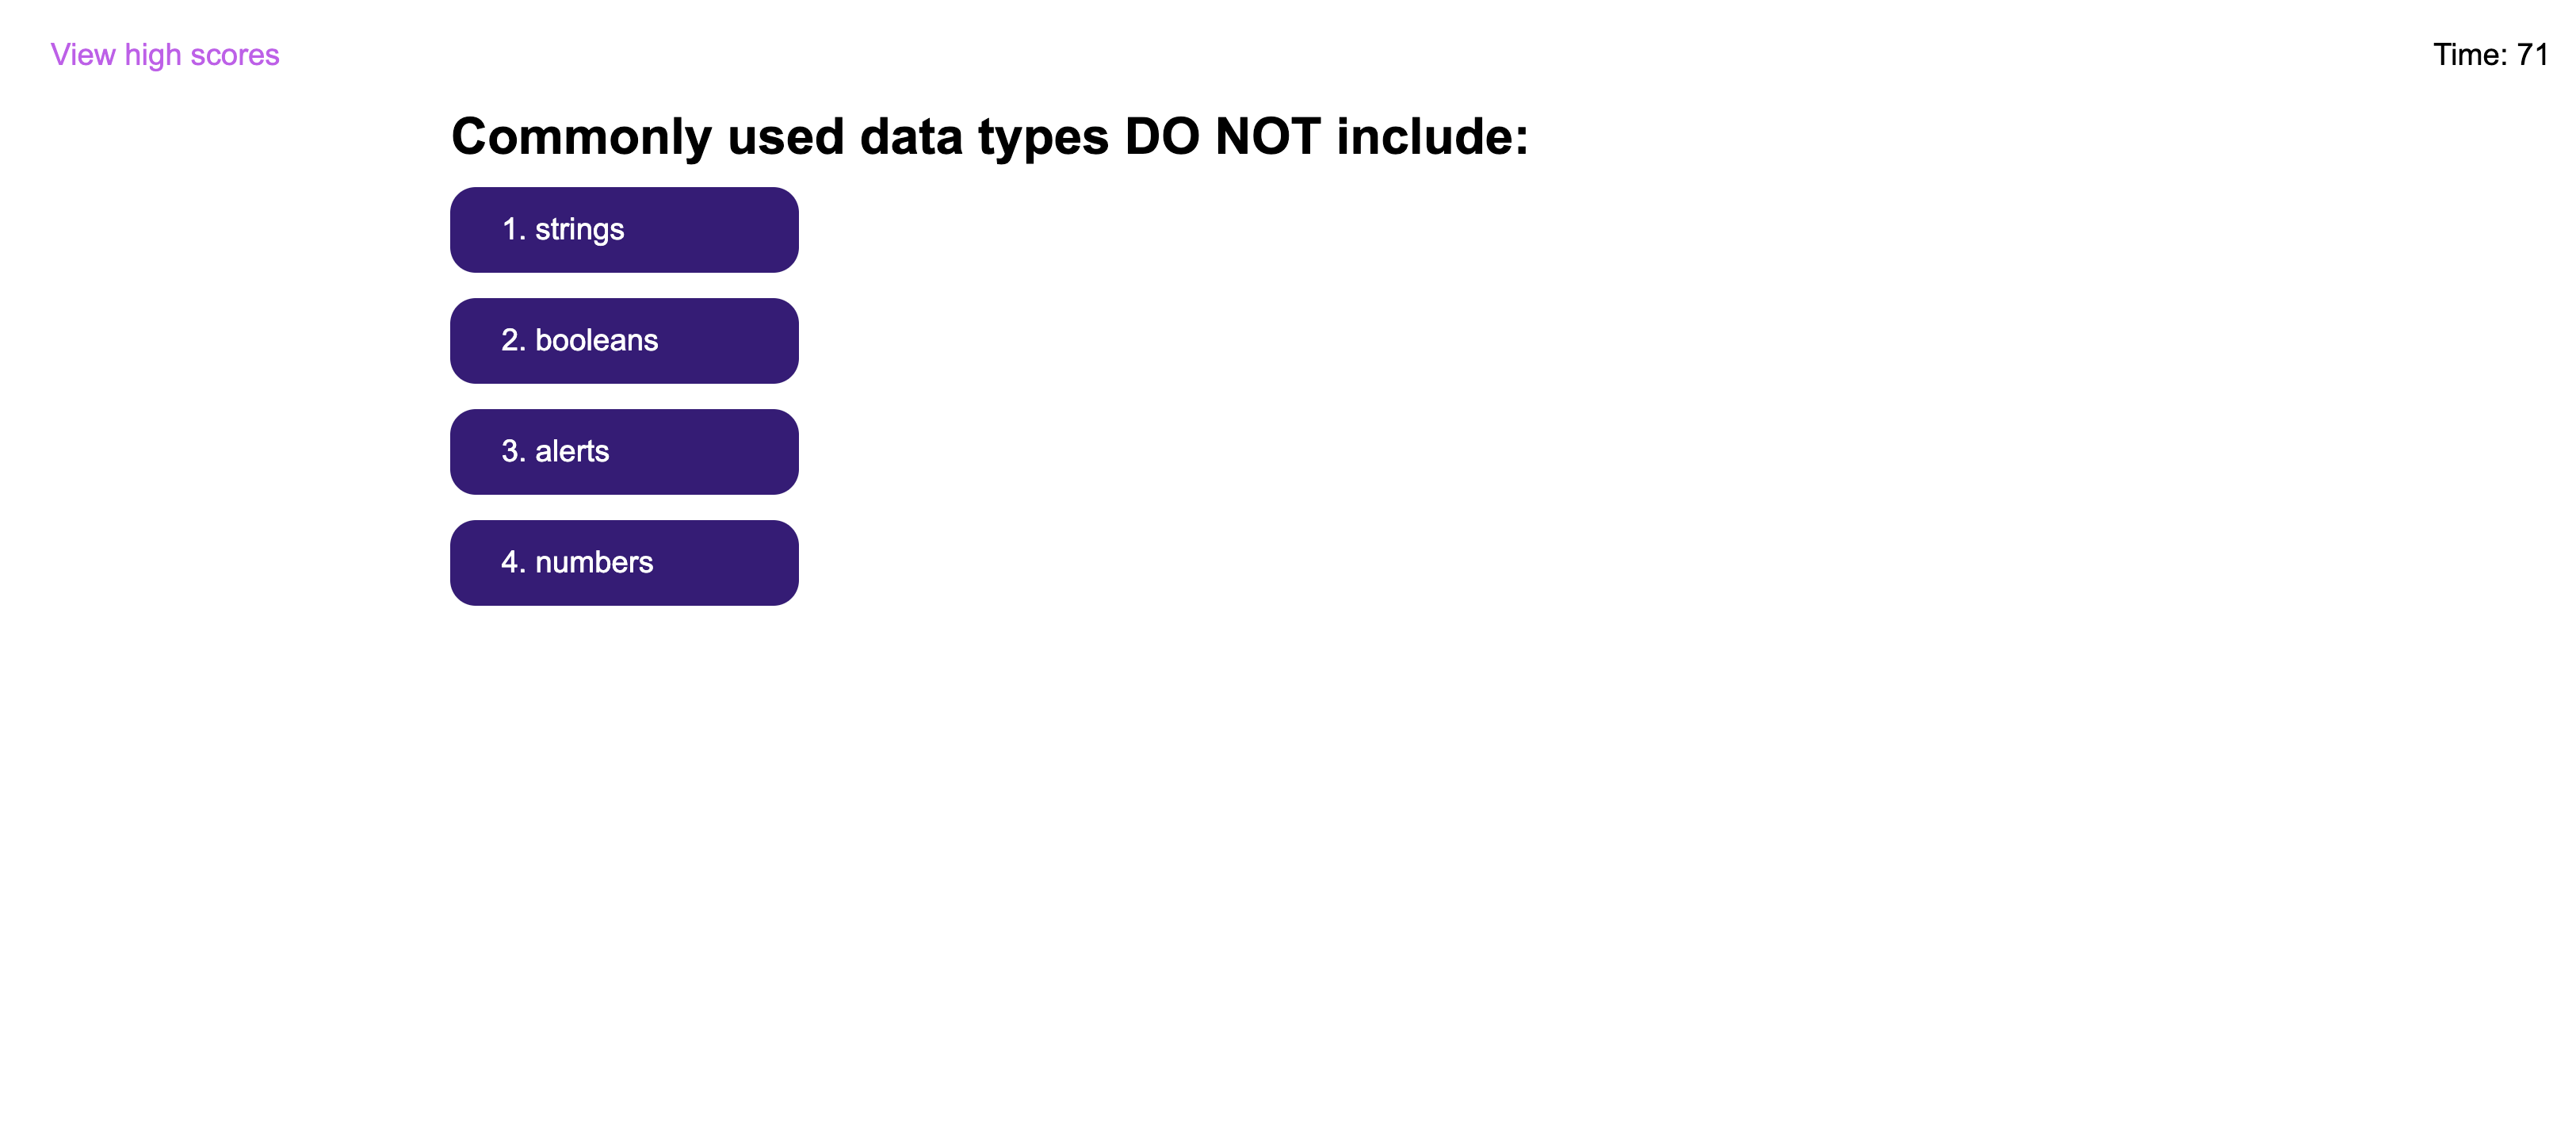 View high scores
Time: 71
Commonly used data types DO NOT include:
1. strings
2. booleans
3. alerts
4. numbers